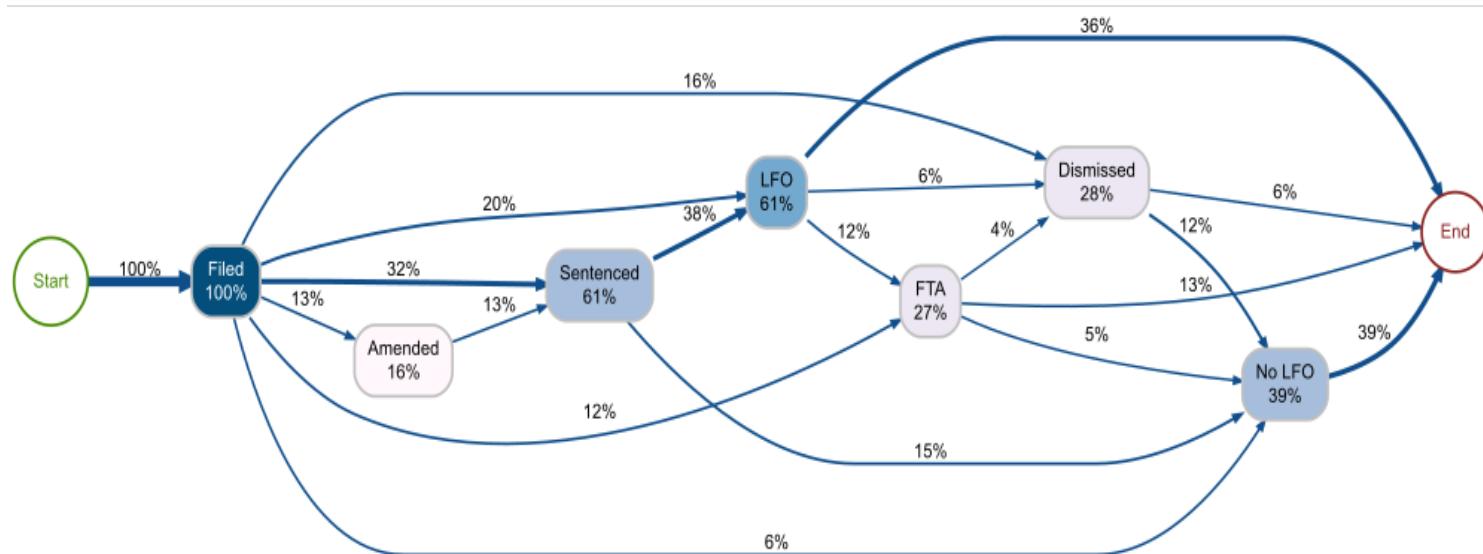 36%
16%
LFO
61%
Dismissed
28%
6%
6%
20%
38%
12%
4%
12%
End
Start
100%
Filed
100%
32%
Sentenced
61%
FTA
27%
13%
13%
13%
Amended
16%
5%
39%
No LFO
39%
12%
15%
6%